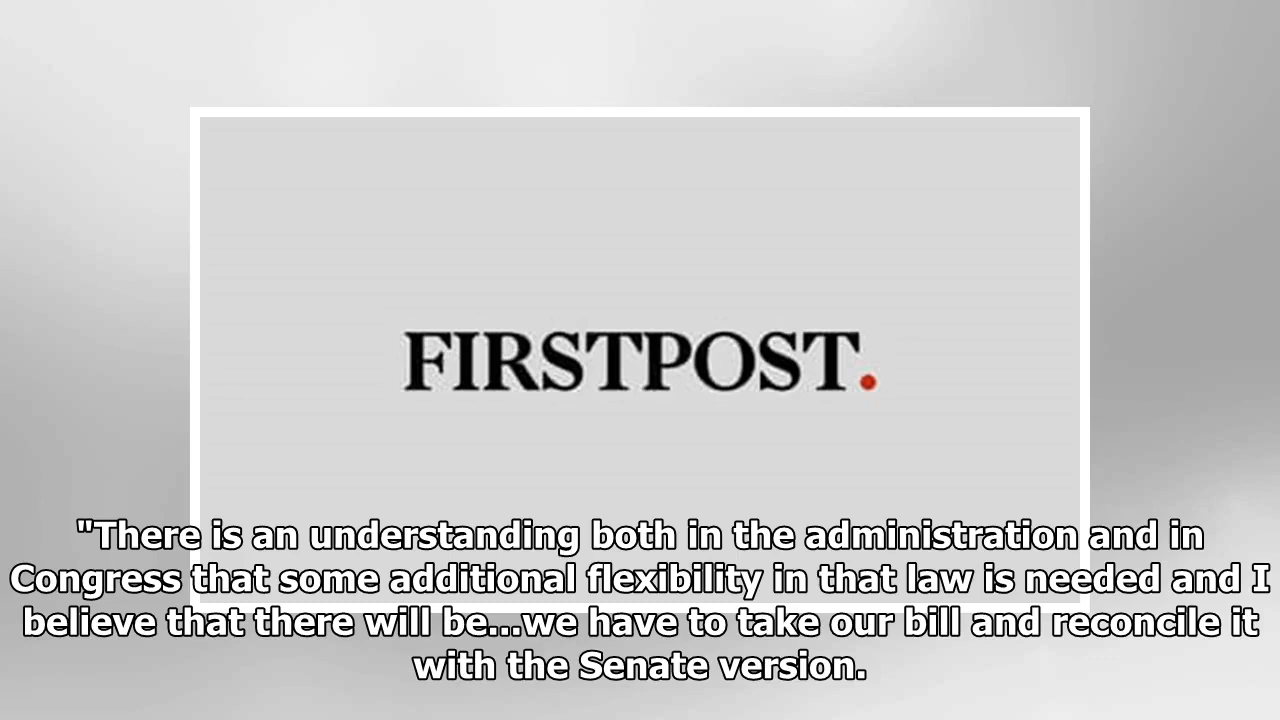 FIRSTPOST.
"There is an understanding both in the administration and in
Congress that some additional flexibility in that law is needed and I
believe that there will be...we have to take our bill and reconcile it
with the Senate version.